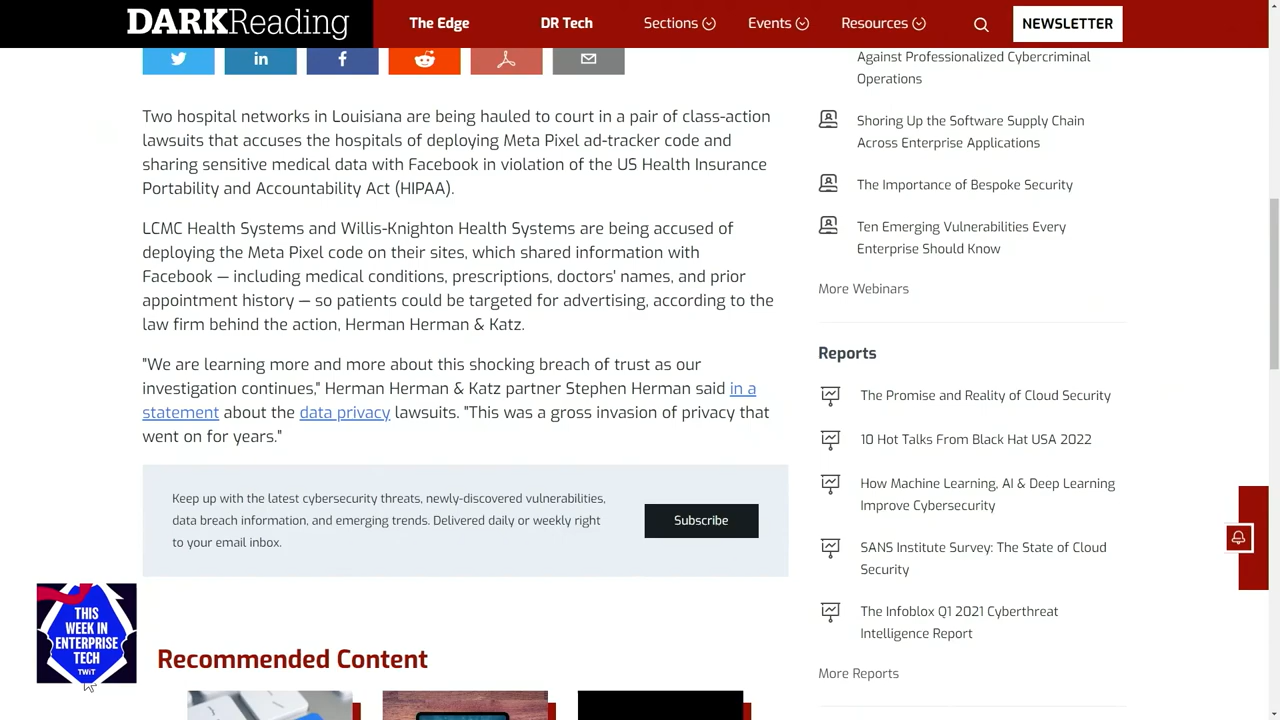 DARKReading
The Edge
DR Tech
Sections
Events
Resources
NEWSLETTER
Two hospital networks in Louisiana are being hauled to court in a pair of class-action
lawsuits that accuses the hospitals of deploying Meta Pixel ad-tracker code and
sharing sensitive medical data with Facebook in violation of the US Health Insurance
Portability and Accountability Act (HIPAA).
LCMC Health Systems and Willis-Knighton Health Systems are being accused of
deploying the Meta Pixel code on their sites, which shared information with
Facebook — including medical conditions, prescriptions, doctors' names, and prior
appointment history — so patients could be targeted for advertising, according to the
law firm behind the action, Herman Herman & Katz.
"We are learning more and more about this shocking breach of trust as our
investigation continues," Herman Herman & Katz partner Stephen Herman said in a
statement about the data privacy lawsuits. "This was a gross invasion of privacy that
went on for years."
Keep up with the latest cybersecurity threats, newly-discovered vulnerabilities,
data breach information, and emerging trends. Delivered daily or weekly right
to your email inbox.
Subscribe
THIS
WEEK IN
ENTERPRISE
TECH
TWiT
Recommended Content
Against Professionalized Cybercriminal
Operations
Shoring Up the Software Supply Chain
Across Enterprise Applications
The Importance of Bespoke Security
Ten Emerging Vulnerabilities Every
Enterprise Should Know
More Webinars
Reports
The Promise and Reality of Cloud Security
10 Hot Talks From Black Hat USA 2022
How Machine Learning, AI & Deep Learning
Improve Cybersecurity
SANS Institute Survey: The State of Cloud
Security
The Infoblox Q1 2021 Cyberthreat
Intelligence Report
More Reports